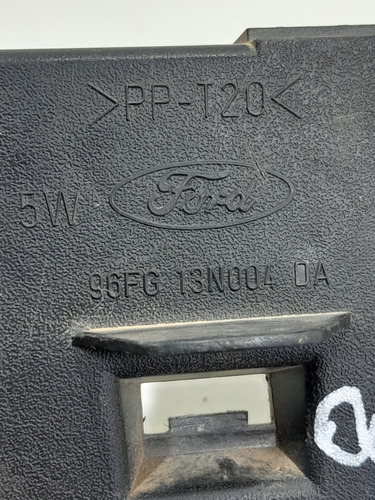 >PP-T20<
5W Ford
96FG 13N004 DA